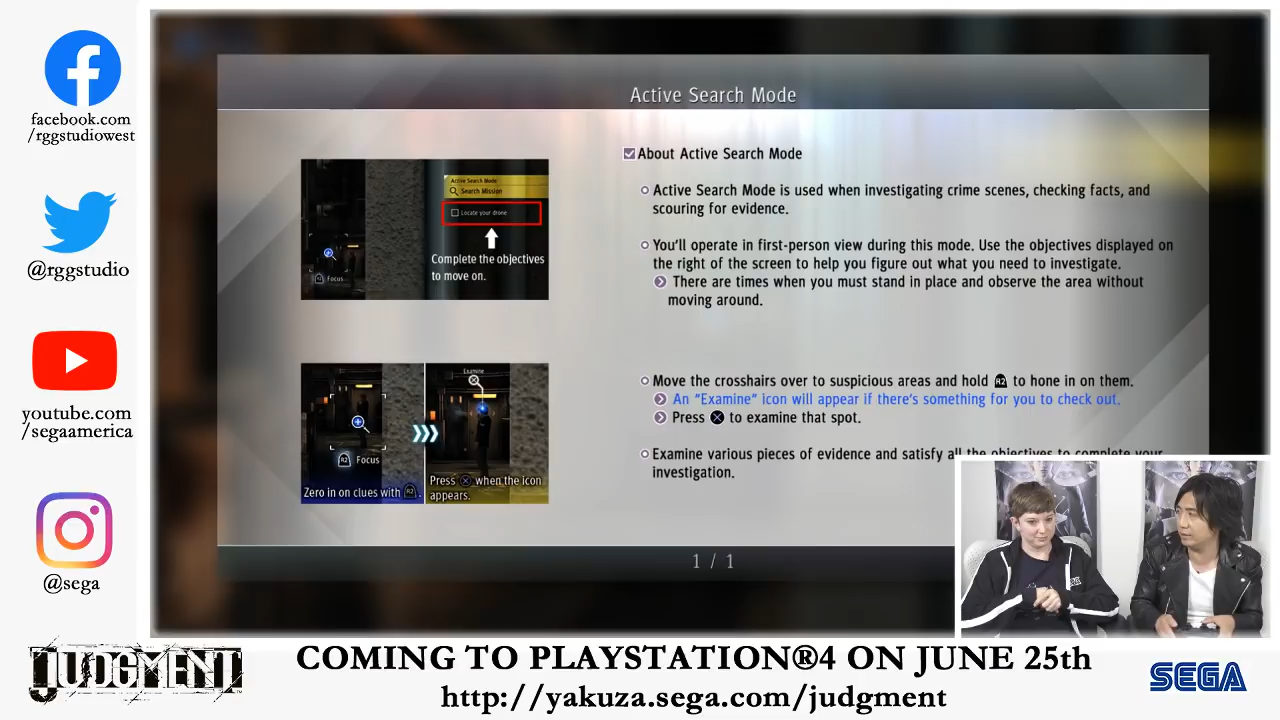 facebook.com
/rggstudiowest
@rggstudio
youtube.com
/segaamerica
@sega
Active Search Mode
Active Search Mode
Search Mission
Locate your drone
Focus
Complete the objectives
to move on.
About Active Search Mode
Active Search Mode is used when investigating crime scenes, checking facts, and
scouring for evidence.
You'll operate in first-person view during this mode. Use the objectives displayed on
the right of the screen to help you figure out what you need to investigate.
There are times when you must stand in place and observe the area without
moving around.
R2 Focus
Zero in on clues with R2.
Examine
Press when the icon
appears.
Move the crosshairs over to suspicious areas and hold R2 to hone in on them.
An "Examine" icon will appear if there's something for you to check out.
Press to examine that spot.
Examine various pieces of evidence and satisfy all the objectives to complete your
investigation.
1 / 1
JUDGMENT
COMING TO PLAYSTATION®4 ON JUNE 25th
http://yakuza.sega.com/judgment
SEGA